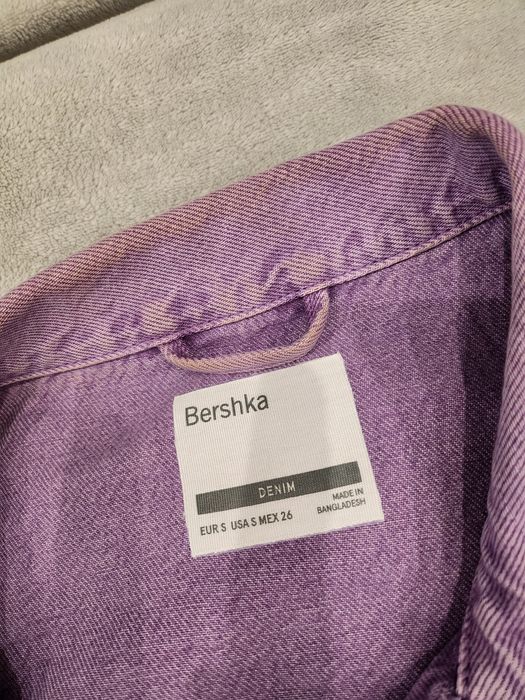 Bershka
DENIM
EUR S USA S MEX 26
MADE IN
BANGLADESH